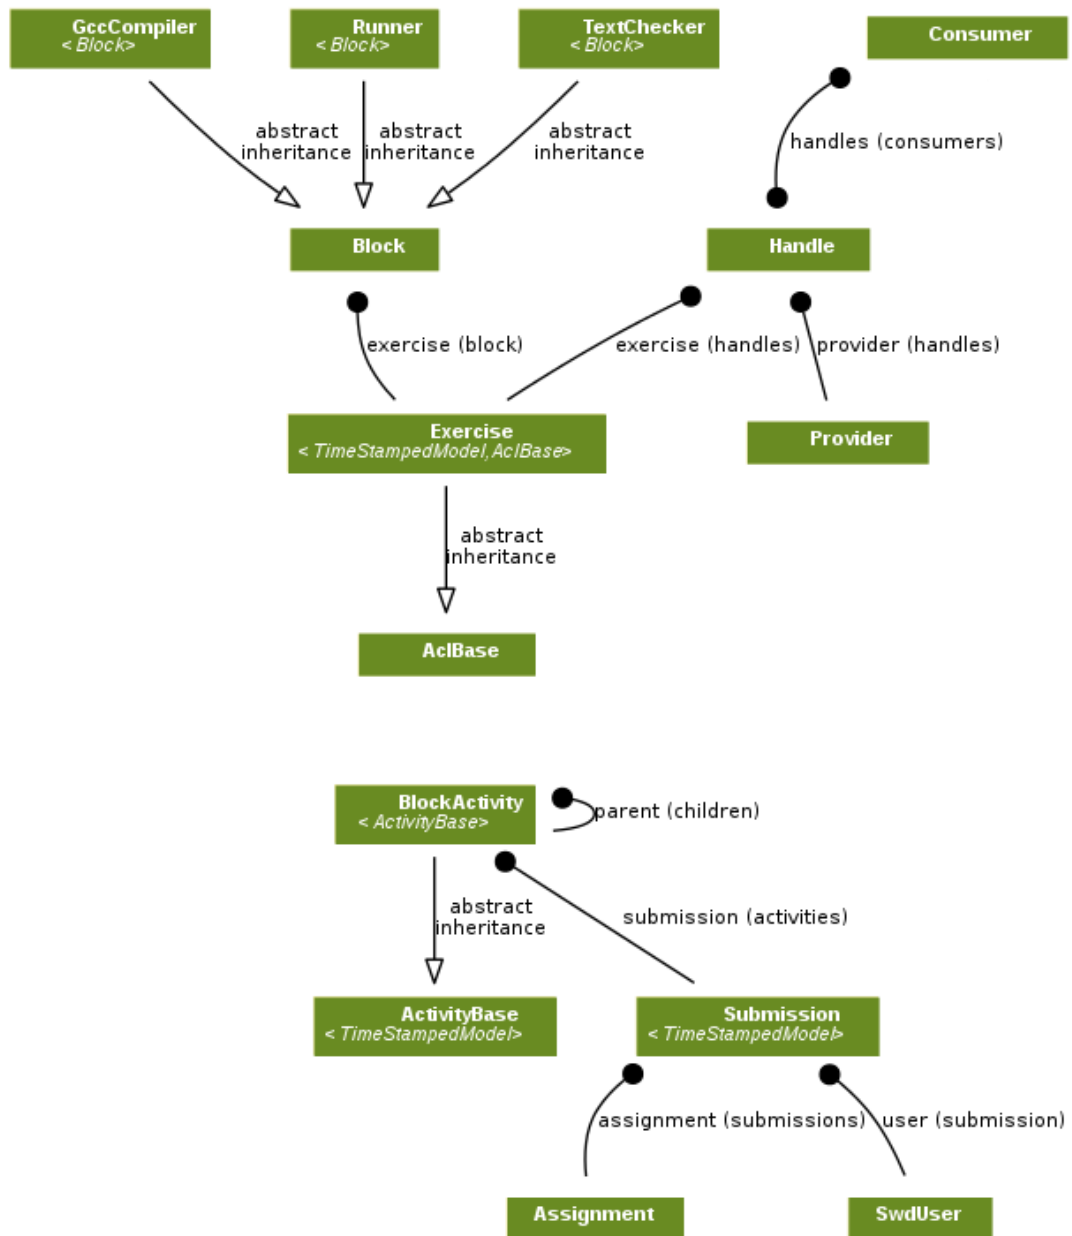 GccCompiler
<Block>
Runner
<Block>
TextChecker
<Block>
Consumer
abstract
inheritance
abstract
inheritance
abstract
inheritance
handles (consumers)
Block
Handle
exercise (block)
exercise (handles)
provider (handles)
Exercise
<TimeStampedModel,AclBase>
Provider
abstract
inheritance
AclBase
BlockActivity
<ActivityBase>
parent (children)
abstract
inheritance
submission (activities)
ActivityBase
<TimeStampedModel>
Submission
<TimeStampedModel>
assignment (submissions)
user (submission)
Assignment
SwdUser